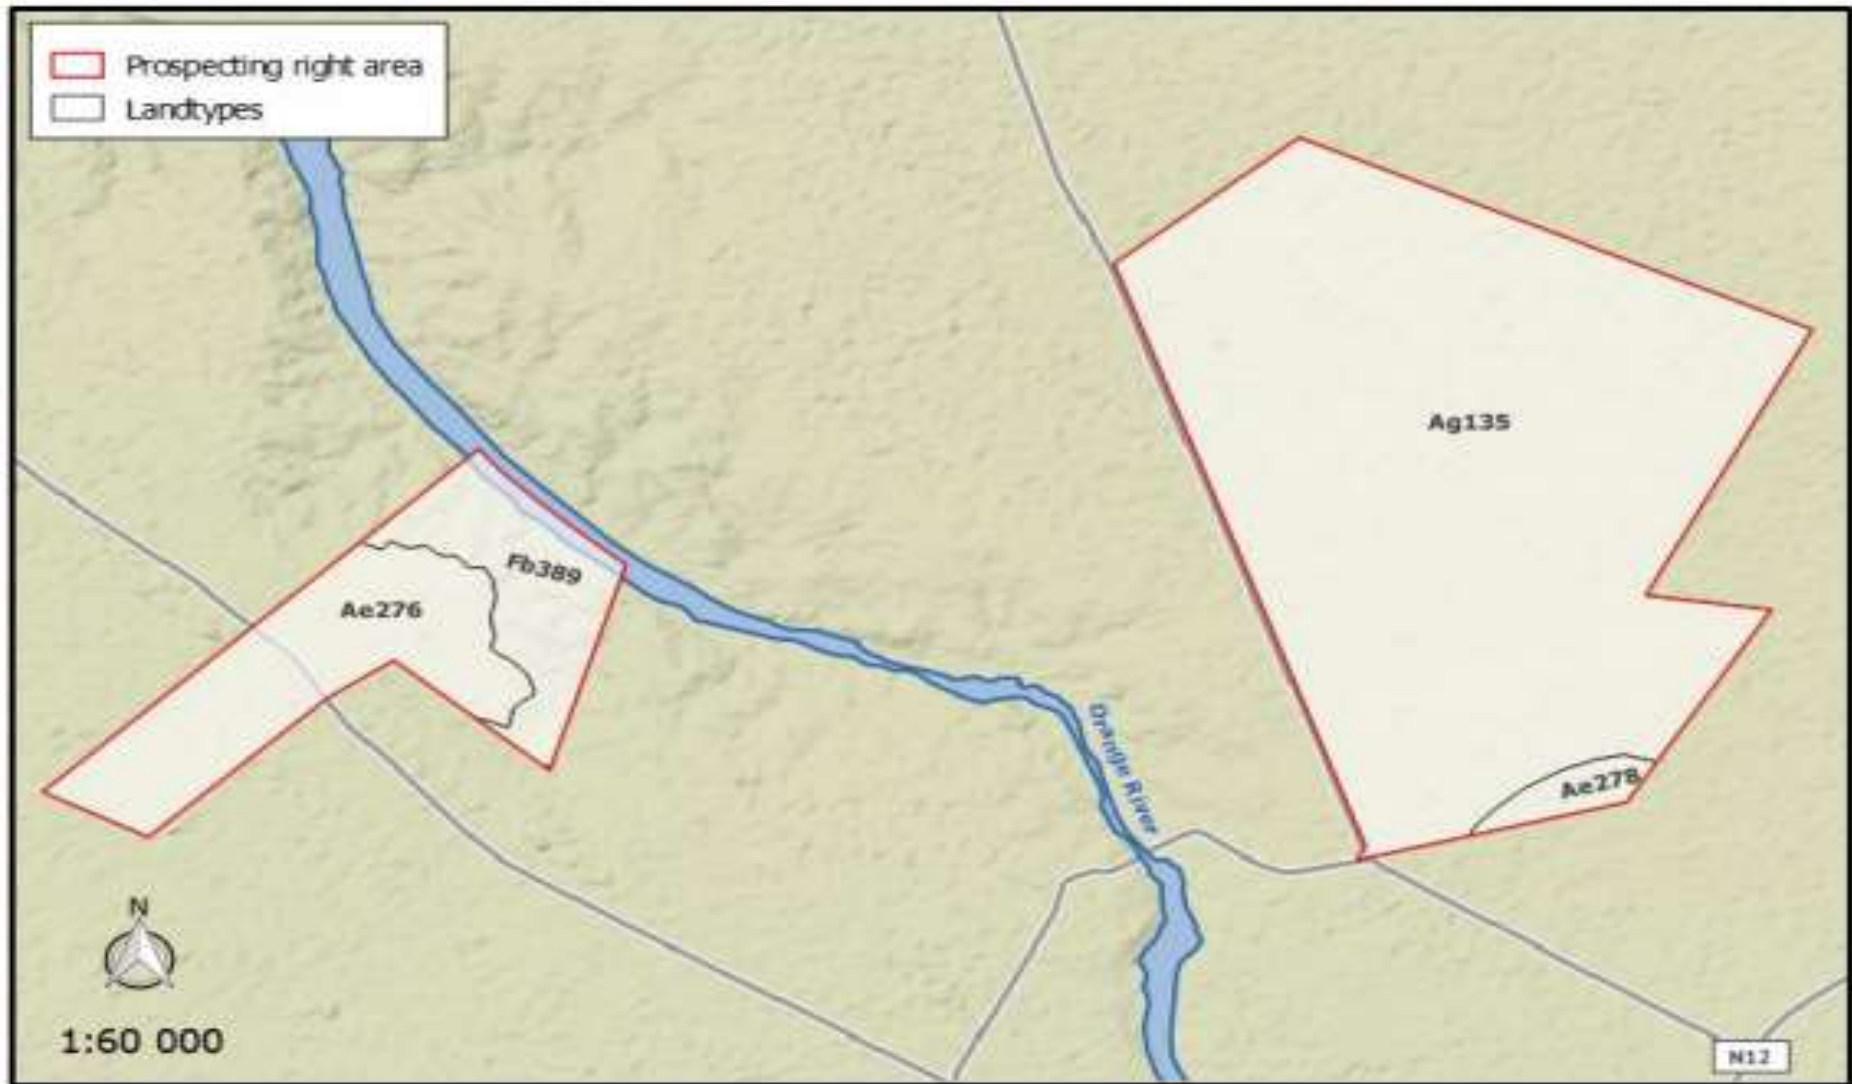 Prospecting right area
Landtypes
Ag135
Fb389
Ae276
Orange River
Ae278
N
1:60 000
N12